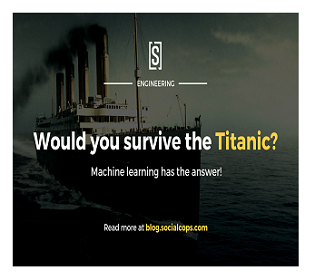 [S]
ENGINEERING
Would you survive the Titanic?
Machine learning has the answer!
Read more at blog.socialcops.com